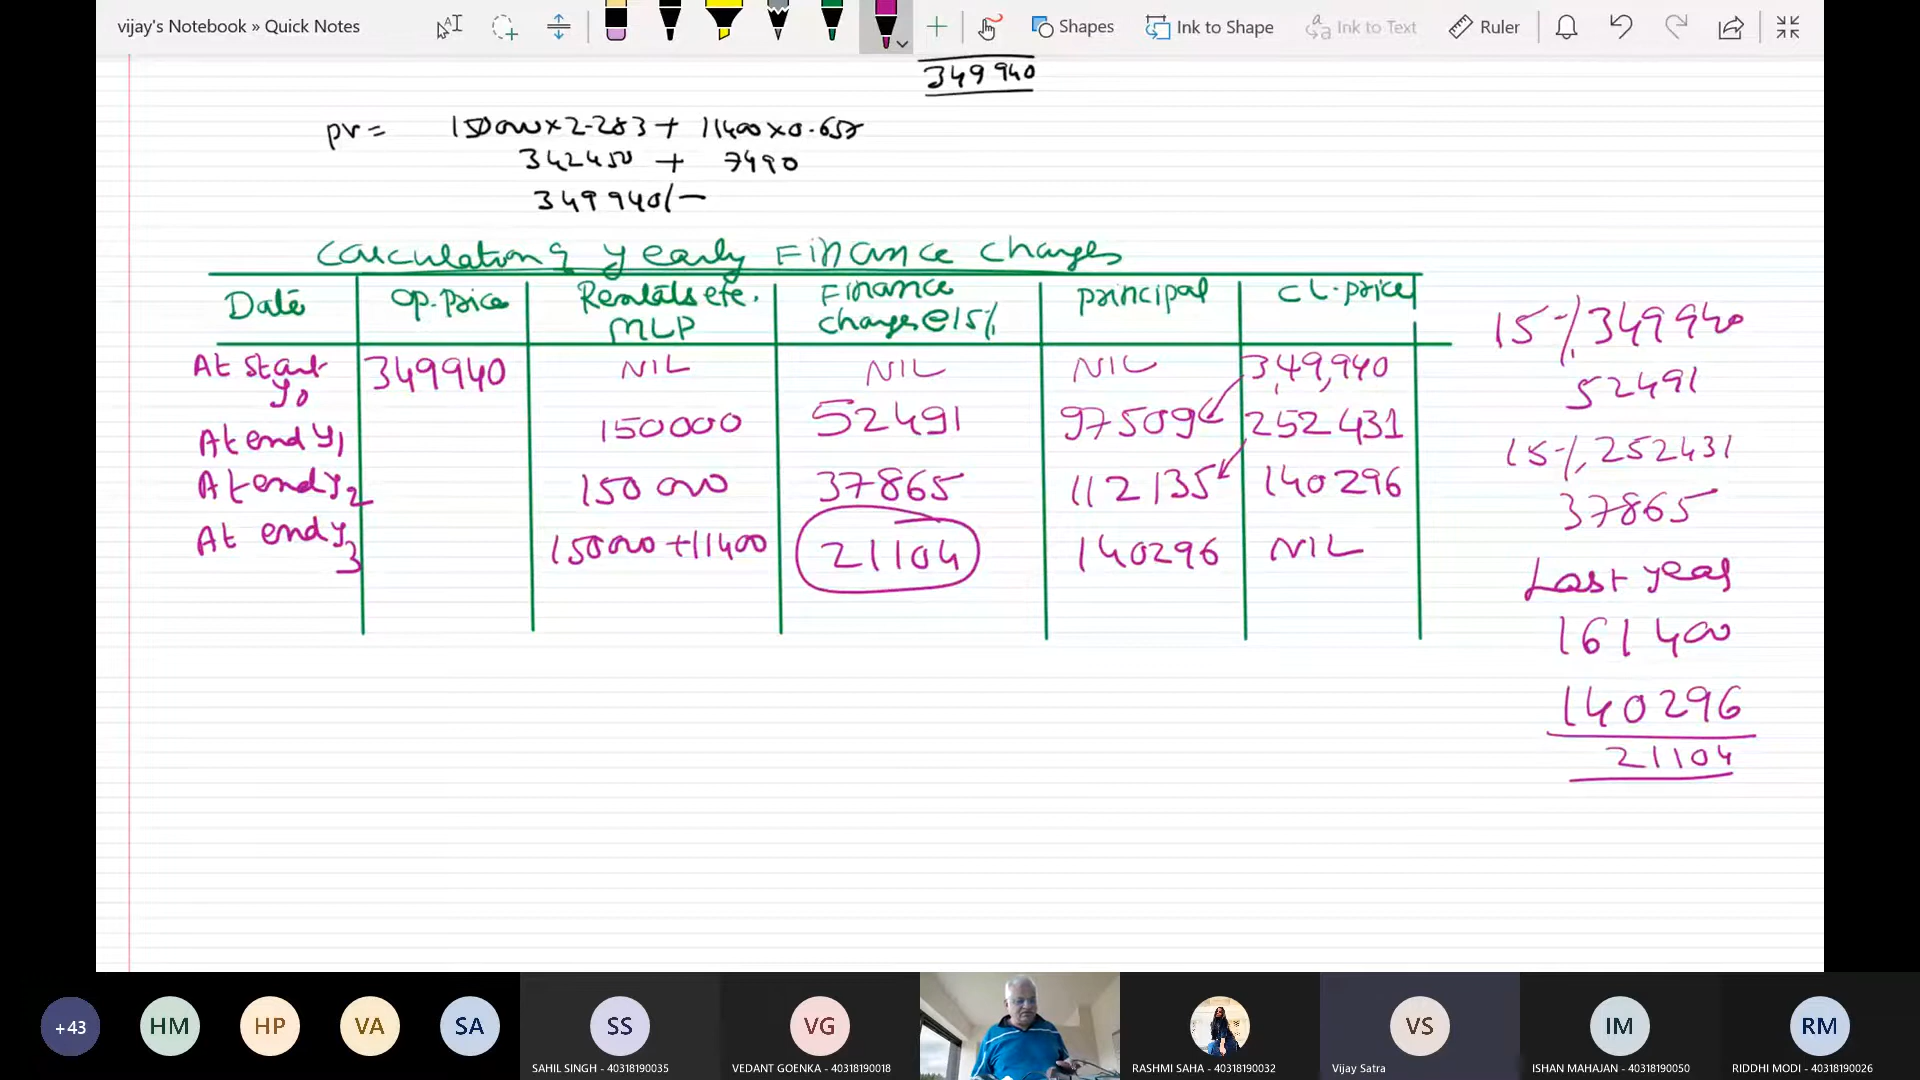 vijay's Notebook » Quick Notes
Shapes Ink to Shape Ink to Text Ruler
349940
PV = 150000 x 2.283 + 11400 x 0.657
342450 + 7490
349940/-
Calculation of yearly Finance Charges
Date Op. Price Rentals etc. MLP Finance charges @ 15% principal CL. price
At start y0 349940 NIL NIL NIL 3,49,940
At end y1 150000 52491 97509 252431
At end y2 150000 37865 112135 140296
At end y3 150000 + 11400 21104 140296 NIL
15% 349940
52491
15% 252431
37865
Last year
161400
140296
21104
+43 HM HP VA SA SS VG VS IM RM
SAHIL SINGH - 40318190035 VEDANT GOENKA - 40318190018 RASHMI SAHA - 40318190032 Vijay Satra ISHAN MAHAJAN - 40318190050 RIDDHI MODI - 40318190026